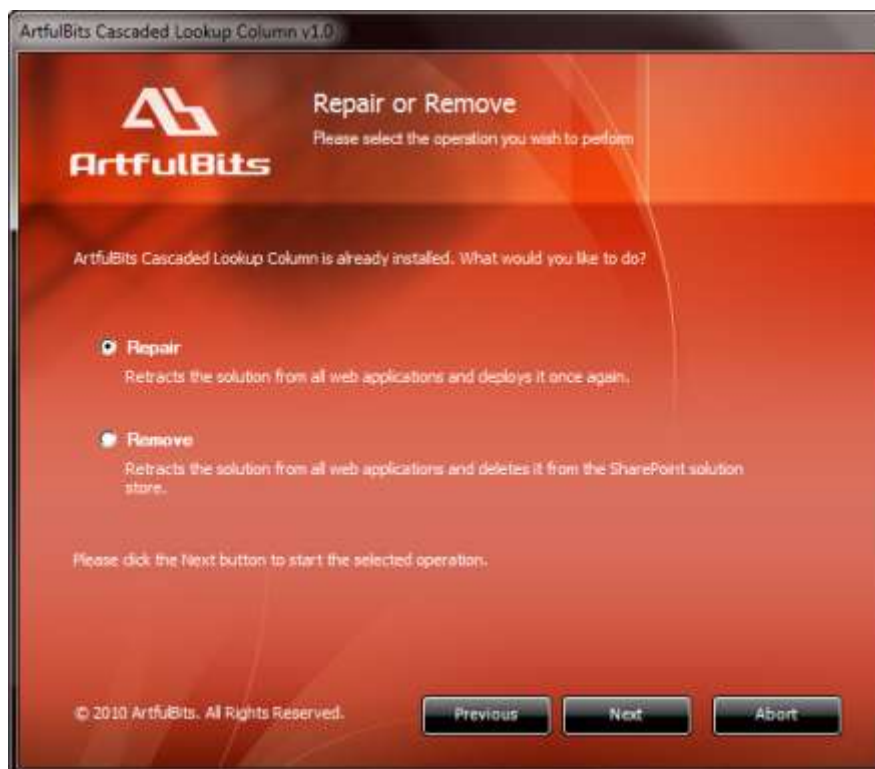 ArtfulBits Cascaded Lookup Column v1.0
ArtfulBits
Repair or Remove
Please select the operation you wish to perform
ArtfulBits Cascaded Lookup Column is already installed. What would you like to do?
Repair
Retracts the solution from all web applications and deploys it once again.
Remove
Retracts the solution from all web applications and deletes it from the SharePoint solution
store.
Please click the Next button to start the selected operation.
© 2010 ArtfulBits. All Rights Reserved.
Previous
Next
Abort